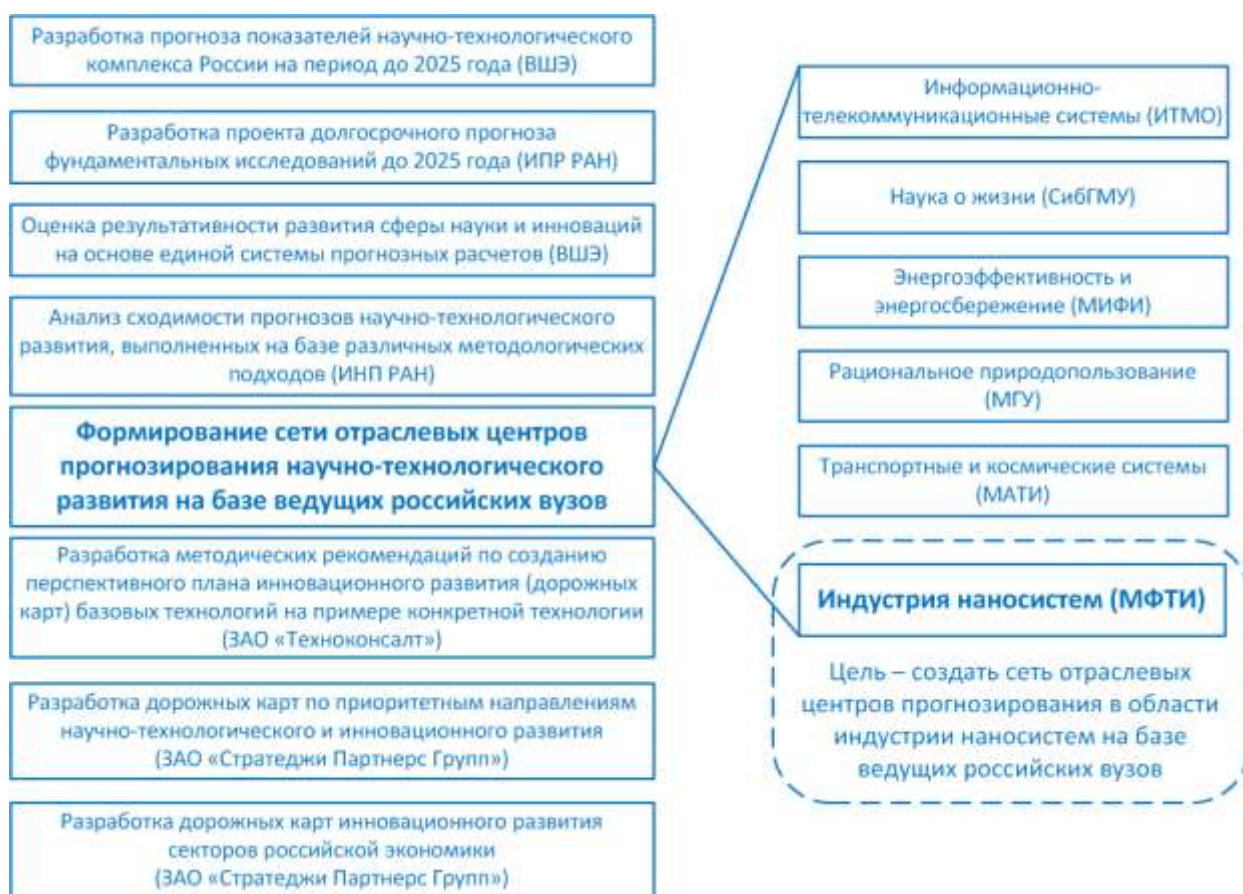 Разработка прогноза показателей научно-технологического
комплекса России на период до 2025 года (ВШЭ)
Разработка проекта долгосрочного прогноза
фундаментальных исследований до 2025 года (ИПР РАН)
Оценка результативности развития сферы науки и инноваций
на основе единой системы прогнозных расчетов (ВШЭ)
Анализ сходимости прогнозов научно-технологического
развития, выполненных на базе различных методологических
подходов (ИНП РАН)
Формирование сети отраслевых центров
прогнозирования научно-технологического
развития на базе ведущих российских вузов
Разработка методических рекомендаций по созданию
перспективного плана инновационного развития (дорожных
карт) базовых технологий на примере конкретной технологии
(ЗАО «Техноконсалт»)
Разработка дорожных карт по приоритетным направлениям
научно-технологического и инновационного развития
(ЗАО «Стратеджи Партнерс Групп»)
Разработка дорожных карт инновационного развития
секторов российской экономики
(ЗАО «Стратеджи Партнерс Групп»)
Информационно-
телекоммуникационные системы (ИТМО)
Наука о жизни (СибГМУ)
Энергоэффективность и
энергосбережение (МИФИ)
Рациональное природопользование
(МГУ)
Транспортные и космические системы
(МАТИ)
Индустрия наносистем (МФТИ)
Цель – создать сеть отраслевых
центров прогнозирования в области
индустрии наносистем на базе
ведущих российских вузов